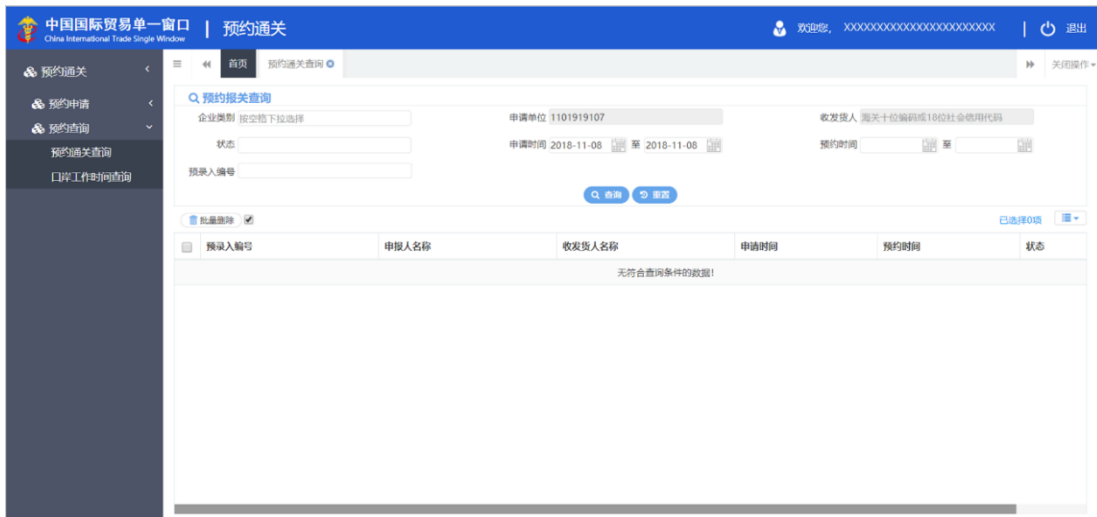 中国国际贸易单一窗口 | 预约通关
China International Trade Single Window
欢迎您, XXXXXXXXXXXXXXXXXXXXXXX | 退出
预约通关
首页 预约通关查询 关闭操作
预约申请
预约查询
预约通关查询
口岸工作时间查询
预约报关查询
企业类别 按空格下拉选择 申请单位 1101919107 收发货人 海关十位编码或18位社会信用代码
状态 申请时间 2018-11-08 至 2018-11-08 预约时间 至
预录入编号
查询 重置
批量删除 已选择0项
预录入编号 申报人名称 收发货人名称 申请时间 预约时间 状态
无符合查询条件的数据!